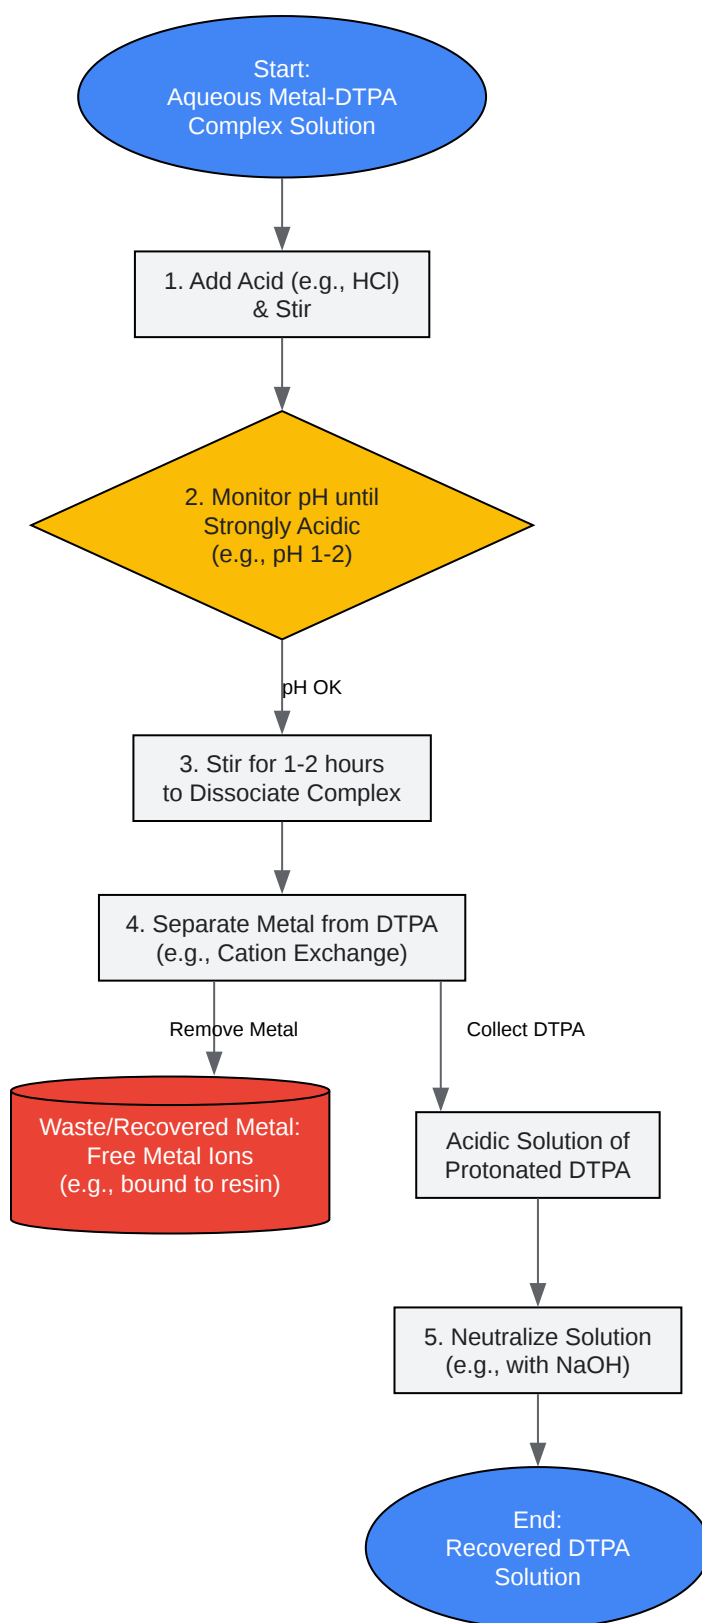 Start:
Aqueous Metal-DTPA
Complex Solution
1. Add Acid (e.g., HCl)
& Stir
2. Monitor pH until
Strongly Acidic
(e.g., pH 1-2)
pH OK
3. Stir for 1-2 hours
to Dissociate Complex
4. Separate Metal from DTPA
(e.g., Cation Exchange)
Remove Metal
Collect DTPA
Waste/Recovered Metal:
Free Metal Ions
(e.g., bound to resin)
Acidic Solution of
Protonated DTPA
5. Neutralize Solution
(e.g., with NaOH)
End:
Recovered DTPA
Solution